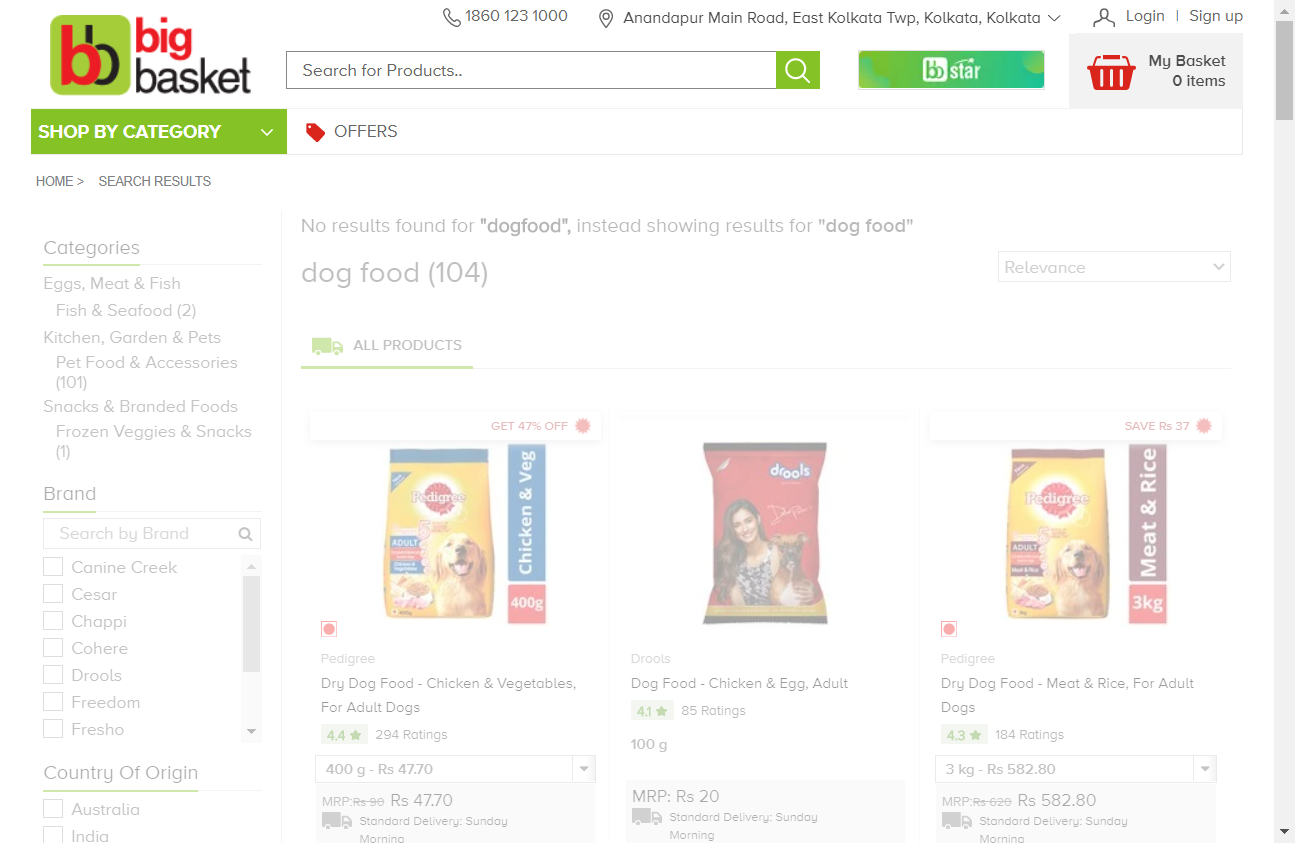 1860 123 1000
Anandapur Main Road, East Kolkata Twp, Kolkata, Kolkata
Login | Sign up
bb big basket
Search for Products..
bb star
My Basket
0 items
SHOP BY CATEGORY
OFFERS
HOME > SEARCH RESULTS
No results found for "dogfood", instead showing results for "dog food"
dog food (104)
Relevance
ALL PRODUCTS
Categories
Eggs, Meat & Fish
Fish & Seafood (2)
Kitchen, Garden & Pets
Pet Food & Accessories
(101)
Snacks & Branded Foods
Frozen Veggies & Snacks
(1)
Brand
Search by Brand
Canine Creek
Cesar
Chappi
Cohere
Drools
Freedom
Fresho
Country Of Origin
Australia
India
GET 47% OFF
Pedigree
ADULT
Chicken & Veg
400g
Pedigree
Dry Dog Food - Chicken & Vegetables,
For Adult Dogs
4.4 294 Ratings
400 g - Rs 47.70
MRP:Rs 90 Rs 47.70
Standard Delivery: Sunday
Morning
drools
Drools
Dog Food - Chicken & Egg, Adult
4.1 85 Ratings
100 g
MRP: Rs 20
Standard Delivery: Sunday
Morning
SAVE Rs 37
Pedigree
ADULT
Meat & Rice
Meat & Rice
3kg
Pedigree
Dry Dog Food - Meat & Rice, For Adult
Dogs
4.3 184 Ratings
3 kg - Rs 582.80
MRP:Rs 620 Rs 582.80
Standard Delivery: Sunday
Morning